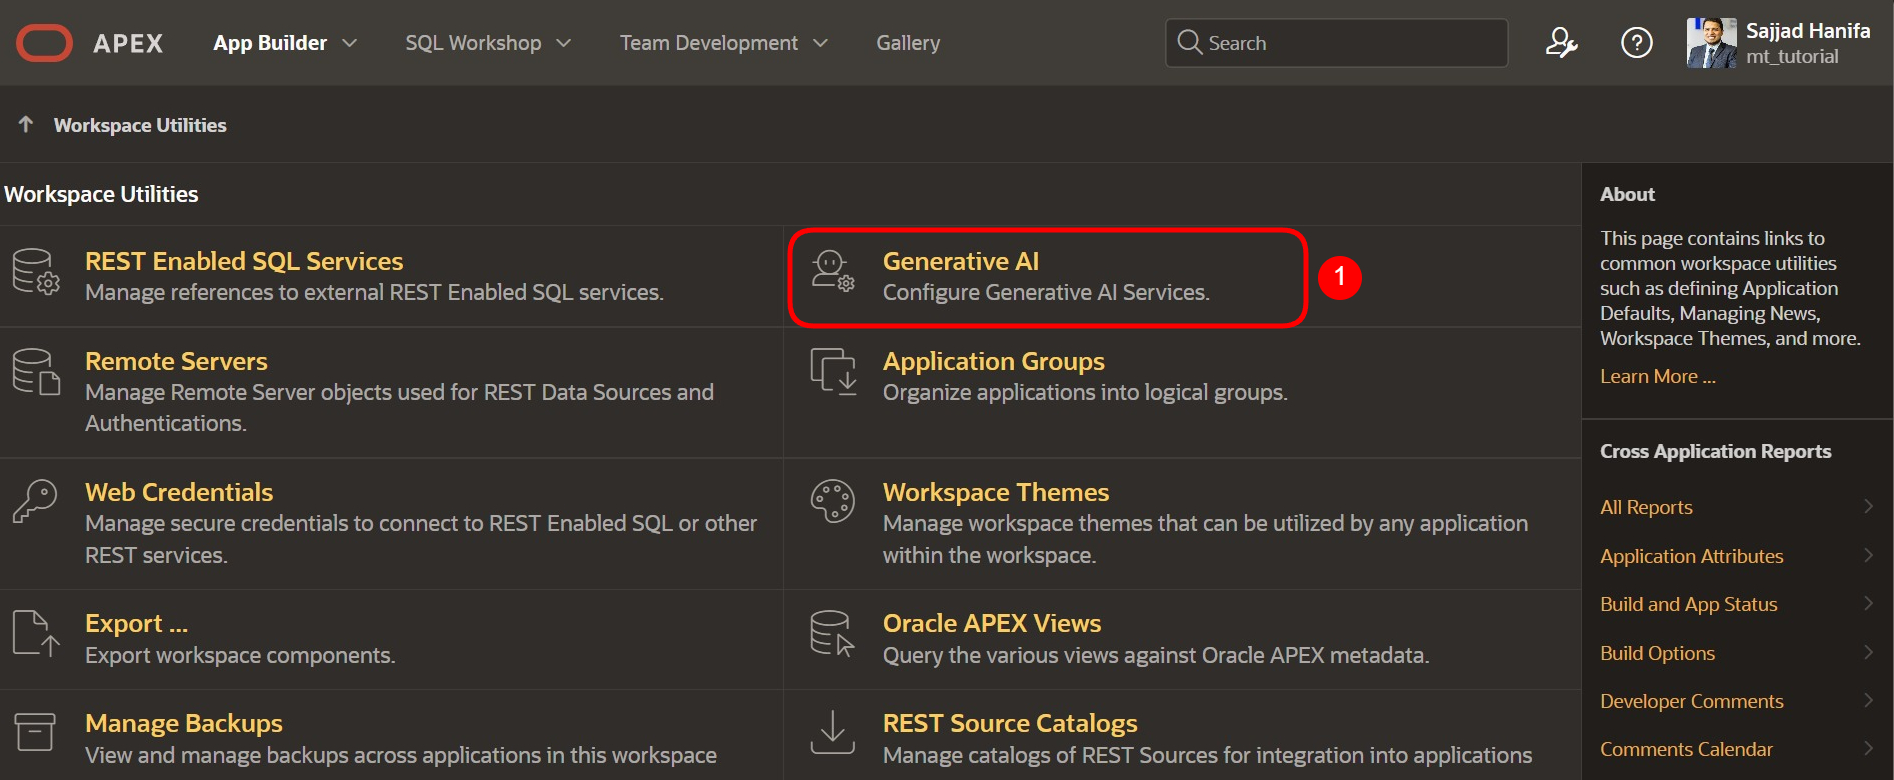 APEX
App Builder
SQL Workshop
Team Development
Gallery
Search
Sajjad Hanifa
mt_tutorial
Workspace Utilities
Workspace Utilities
REST Enabled SQL Services
Manage references to external REST Enabled SQL services.
Generative AI
Configure Generative AI Services.
1
Remote Servers
Manage Remote Server objects used for REST Data Sources and
Authentications.
Application Groups
Organize applications into logical groups.
Web Credentials
Manage secure credentials to connect to REST Enabled SQL or other
REST services.
Workspace Themes
Manage workspace themes that can be utilized by any application
within the workspace.
Export ...
Export workspace components.
Oracle APEX Views
Query the various views against Oracle APEX metadata.
Manage Backups
View and manage backups across applications in this workspace
REST Source Catalogs
Manage catalogs of REST Sources for integration into applications
About
This page contains links to
common workspace utilities
such as defining Application
Defaults, Managing News,
Workspace Themes, and more.
Learn More ...
Cross Application Reports
All Reports
Application Attributes
Build and App Status
Build Options
Developer Comments
Comments Calendar